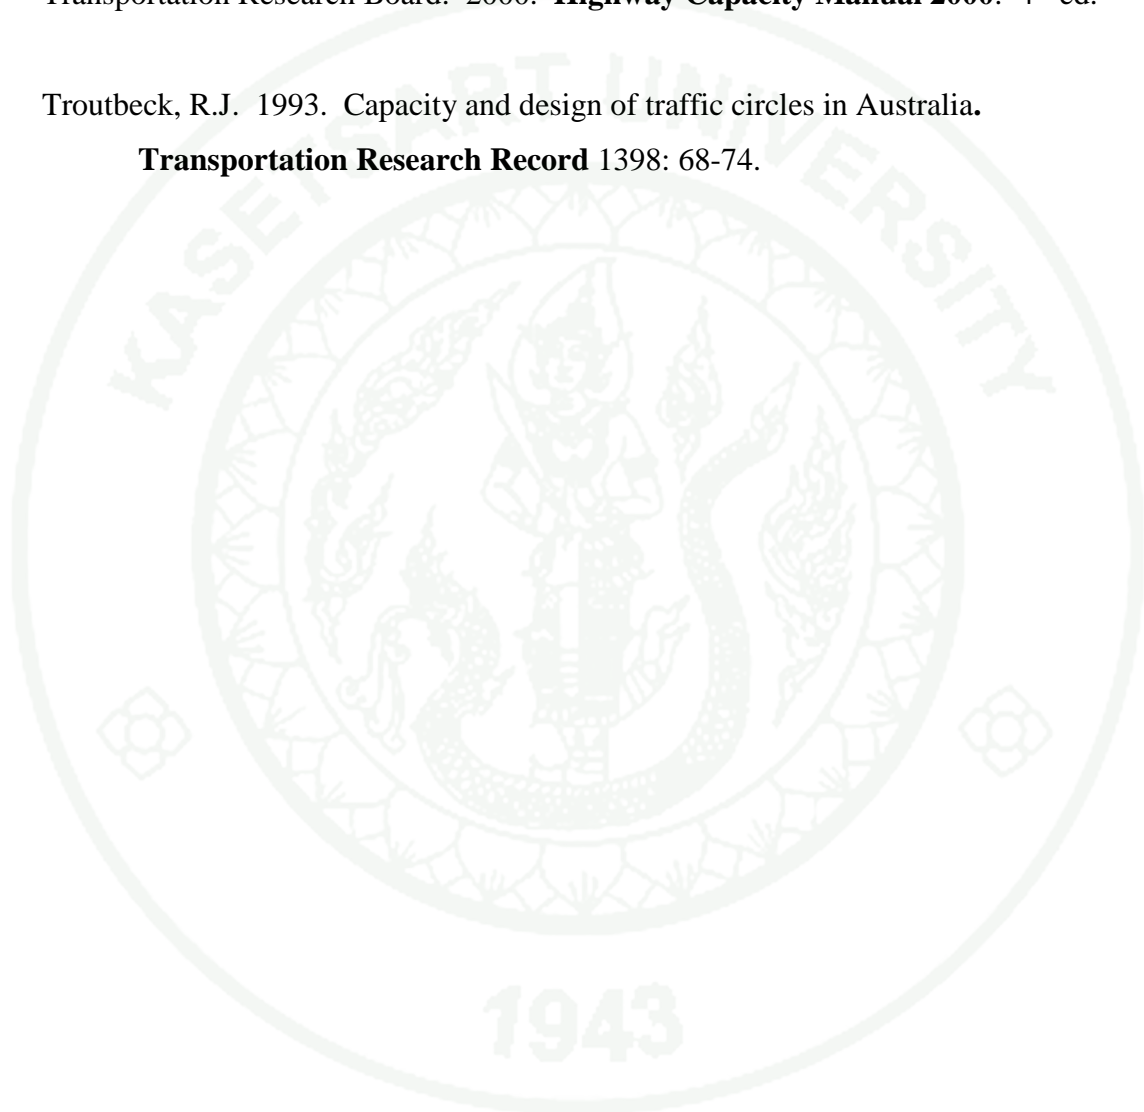 Transportation Research Board. 2000. Highway Capacity Manual 2000. ed.
Troutbeck, R.J. 1993. Capacity and design of traffic circles in Australia.
Transportation Research Record 1398: 68-74.
KASETSART UNIVERSITY
1943